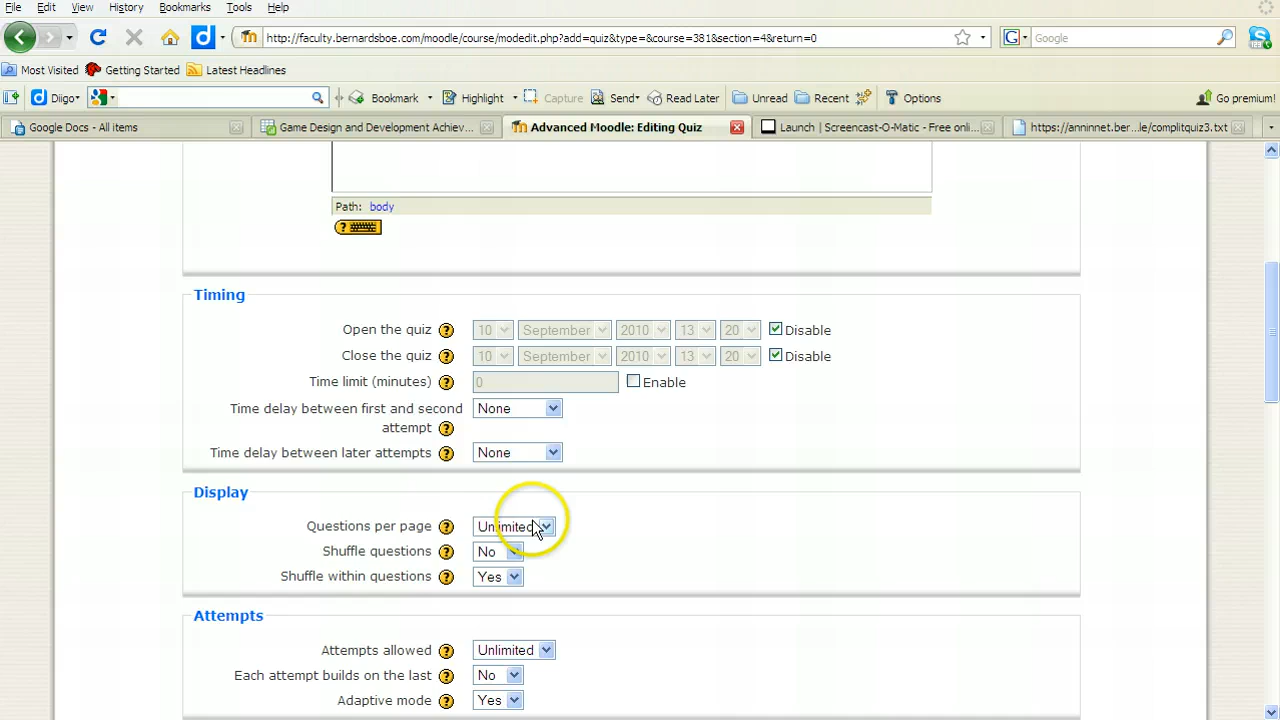 File Edit View History Bookmarks Tools Help
http://faculty.bernardsboe.com/moodle/course/modedit.php?add=quiz&type=&course=381&section=4&return=0
Google
Most Visited Getting Started Latest Headlines
Diigo Bookmark Highlight Capture Send Read Later Unread Recent Options Go premium!
Google Docs - All items
Game Design and Development Achiev...
Advanced Moodle: Editing Quiz
Launch | Screencast-O-Matic - Free onli...
https://anninnet.ber...le/complitquiz3.txt
Path: body
Timing
Open the quiz 10 September 2010 13 20 Disable
Close the quiz 10 September 2010 13 20 Disable
Time limit (minutes) 0 Enable
Time delay between first and second None
attempt
Time delay between later attempts None
Display
Questions per page Unlimited
Shuffle questions No
Shuffle within questions Yes
Attempts
Attempts allowed Unlimited
Each attempt builds on the last No
Adaptive mode Yes